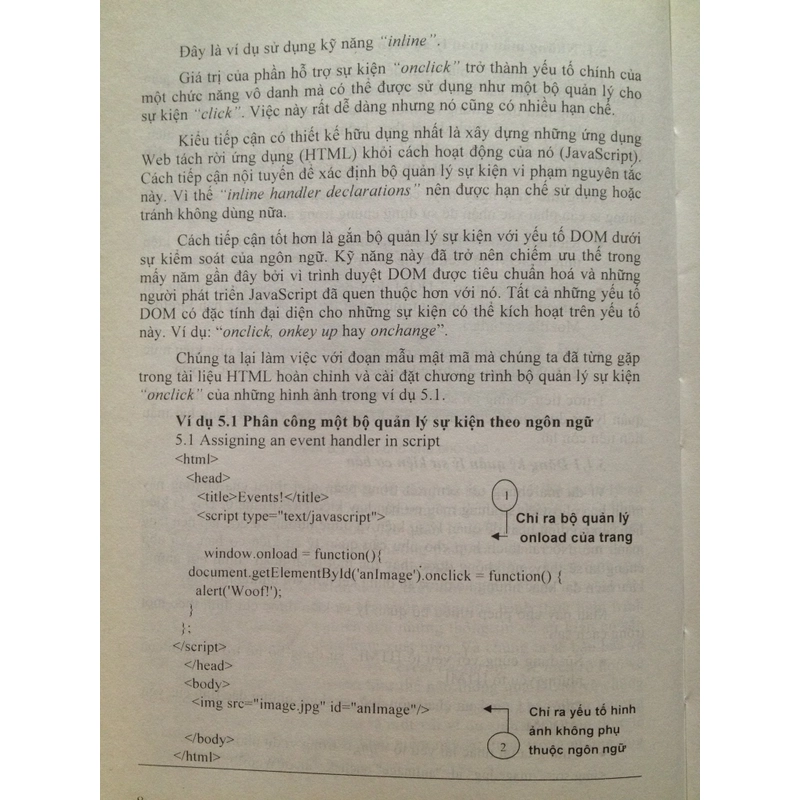 Đây là ví dụ sử dụng kỹ năng “inline”.
Giá trị của phần hỗ trợ sự kiện “onclick” trở thành yếu tố chính của
một chức năng vô danh mà có thể được sử dụng như một bộ quản lý cho
sự kiện “click”. Việc này rất dễ dàng nhưng nó cũng có nhiều hạn chế.
Kiểu tiếp cận có thiết kế hữu dụng nhất là xây dựng những ứng dụng
Web tách rời ứng dụng (HTML) khỏi cách hoạt động của nó (JavaScript).
Cách tiếp cận nội tuyến để xác định bộ quản lý sự kiện vi phạm nguyên tắc
này. Vì thế “inline handler declarations” nên được hạn chế sử dụng hoặc
tránh không dùng nữa.
Cách tiếp cận tốt hơn là gắn bộ quản lý sự kiện với yếu tố DOM dưới
sự kiểm soát của ngôn ngữ. Kỹ năng này đã trở nên chiếm ưu thế trong
mấy năm gần đây bởi vì trình duyệt DOM được tiêu chuẩn hoá và những
người phát triển JavaScript đã quen thuộc hơn với nó. Tất cả những yếu tố
DOM có đặc tính đại diện cho những sự kiện có thể kích hoạt trên yếu tố
này. Ví dụ: “onclick, onkey up hay onchange”.
Chúng ta lại làm việc với đoạn mẫu mật mã mà chúng ta đã từng gặp
trong tài liệu HTML hoàn chỉnh và cài đặt chương trình bộ quản lý sự kiện
“onclick” của những hình ảnh trong ví dụ 5.1.
Ví dụ 5.1 Phân công một bộ quản lý sự kiện theo ngôn ngữ
5.1 Assigning an event handler in script
<html>
<head>
<title>Events!</title>
<script type="text/javascript">
1
Chỉ ra bộ quản lý
onload của trang
window.onload = function(){
document.getElementById('anImage').onclick = function() {
alert('Woof!');
}
};
</script>
</head>
<body>
<img src="image.jpg" id="anImage"/>
Chỉ ra yếu tố hình
ảnh không phụ
thuộc ngôn ngữ
2
</body>
</html>